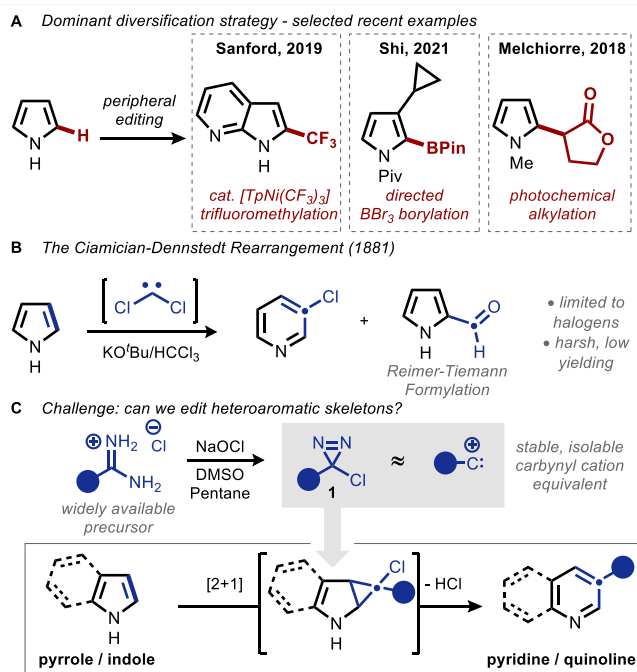 A Dominant diversification strategy - selected recent examples
Sanford, 2019
Shi, 2021
Melchiorre, 2018
peripheral
editing
H
N
H
N
N
H
CF₃
cat. [TpNi(CF₃)₃]
trifluoromethylation
N
Piv
BPin
directed
BBr₃ borylation
N
Me
O
O
photochemical
alkylation
B The Ciamician-Dennstedt Rearrangement (1881)
N
H
Cl Cl
KOᵗBu/HCCl₃
N
Cl
+
N
H
C
O
H
Reimer-Tiemann
Formylation
• limited to
halogens
• harsh, low
yielding
C Challenge: can we edit heteroaromatic skeletons?
⊕ NH₂ ⊖ Cl
NH₂
widely available
precursor
NaOCl
DMSO
Pentane
N=N
Cl
1
≈
⊕
C:
stable, isolable
carbynyl cation
equivalent
N
H
pyrrole / indole
[2+1]
Cl
N
H
- HCl
N
pyridine / quinoline